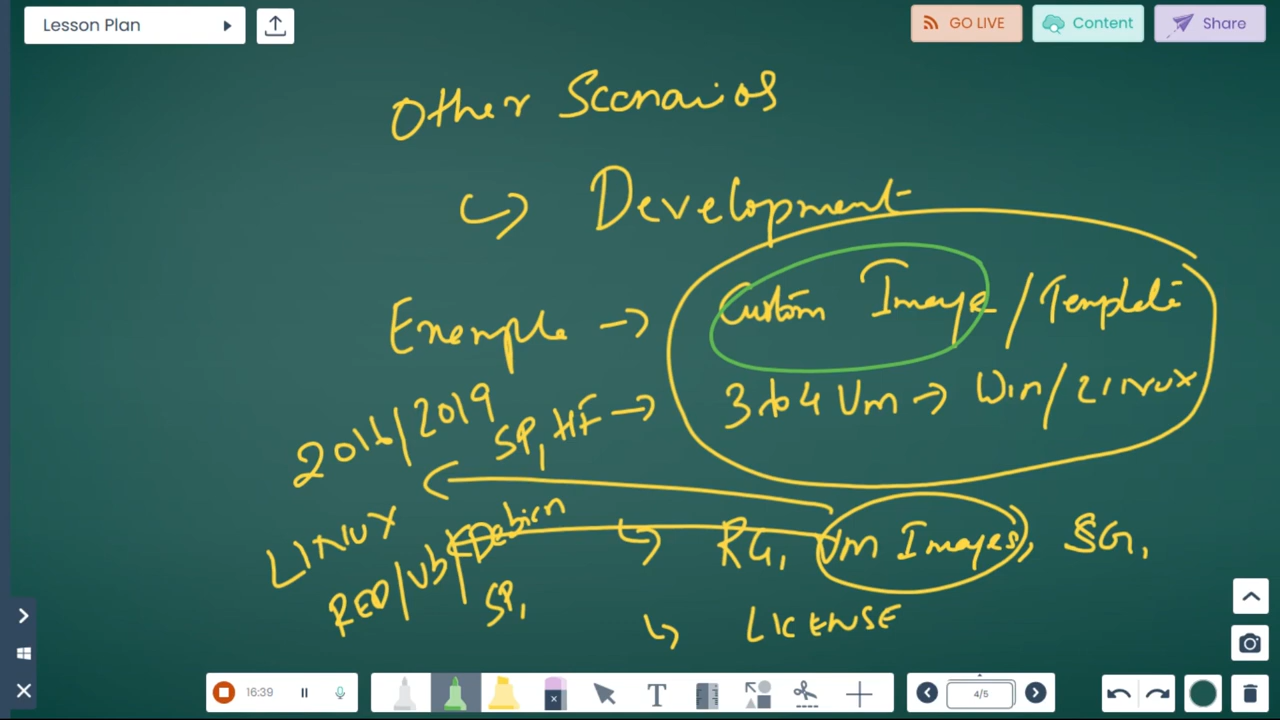 Lesson Plan
GO LIVE
Content
Share
Other Scenarios
Development
Example → Custom Image / Template
2016/2019 SP, HF → 3 to 4 Vm → Win/LINUX
LINUX
RED/Ub/Debian RG, Vm Images, SG,
SP,
LICENSE
16:39
T
4/5